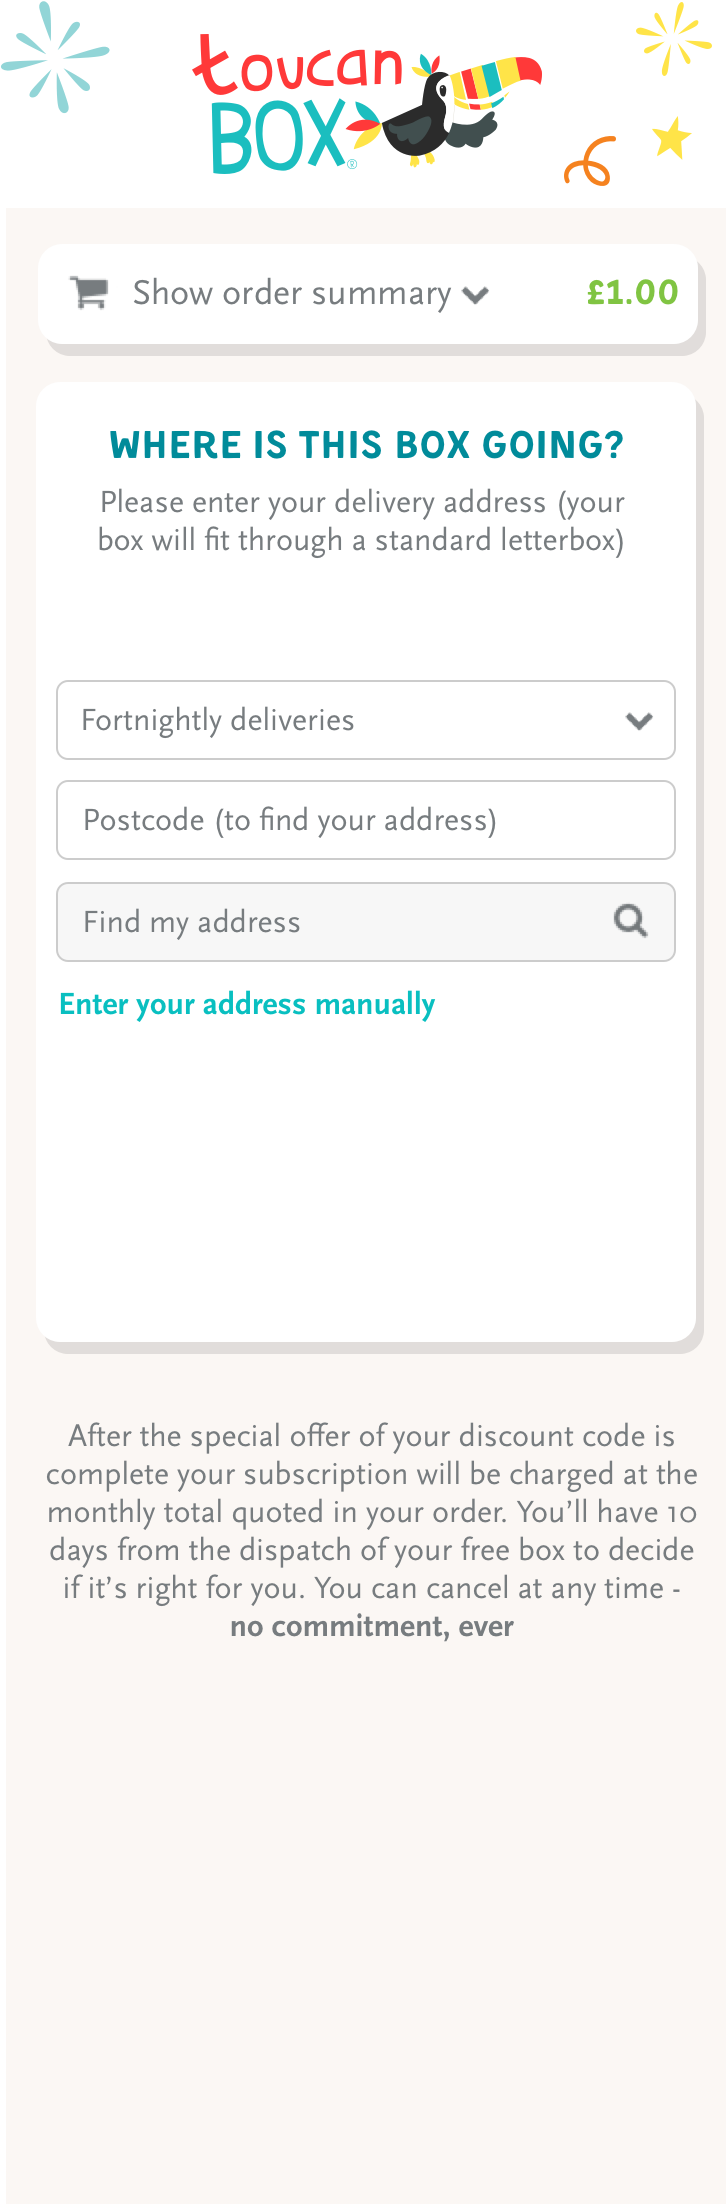 toucan
BOX®
Show order summary £1.00
WHERE IS THIS BOX GOING?
Please enter your delivery address (your
box will fit through a standard letterbox)
Fortnightly deliveries
Postcode (to find your address)
Find my address
Enter your address manually
After the special offer of your discount code is
complete your subscription will be charged at the
monthly total quoted in your order. You’ll have 10
days from the dispatch of your free box to decide
if it’s right for you. You can cancel at any time -
no commitment, ever